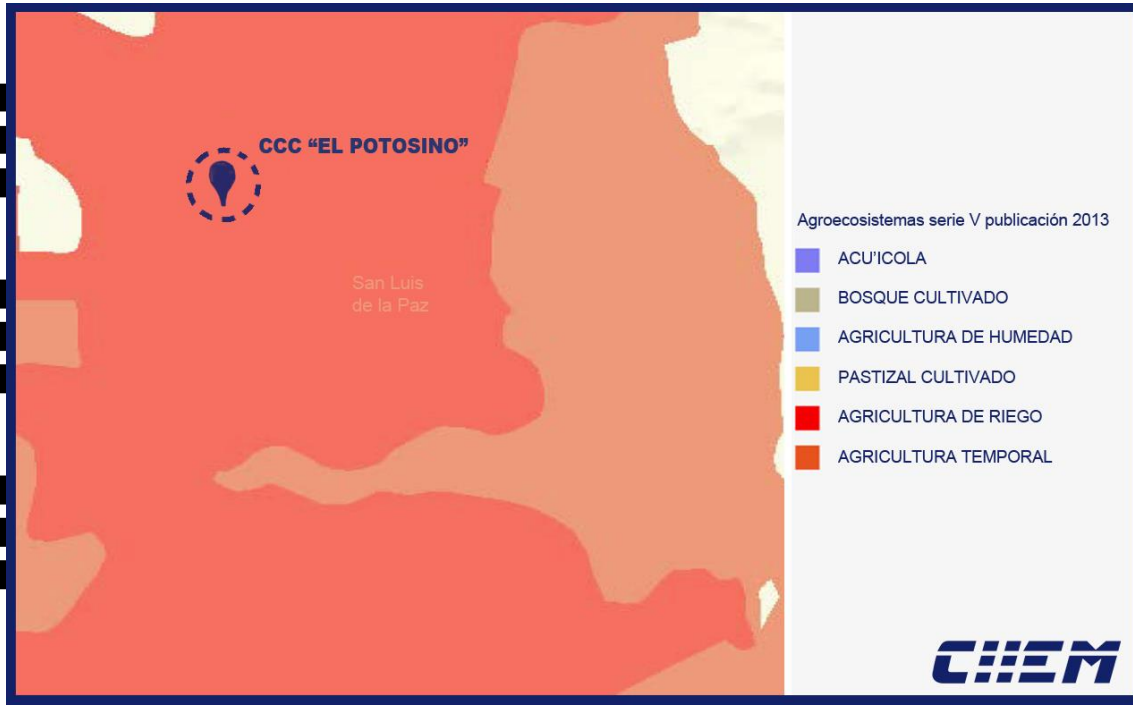 CCC “EL POTOSINO”
San Luis
de la Paz
Agroecosistemas serie V publicación 2013
ACU'ICOLA
BOSQUE CULTIVADO
AGRICULTURA DE HUMEDAD
PASTIZAL CULTIVADO
AGRICULTURA DE RIEGO
AGRICULTURA TEMPORAL
CIIEM